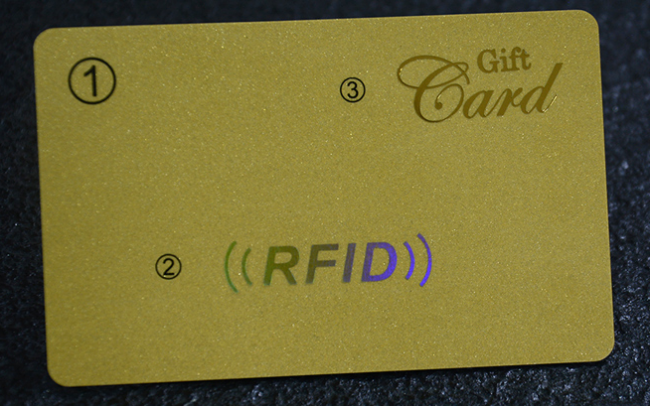 ①
③ Gift
Card
② ((RFID))